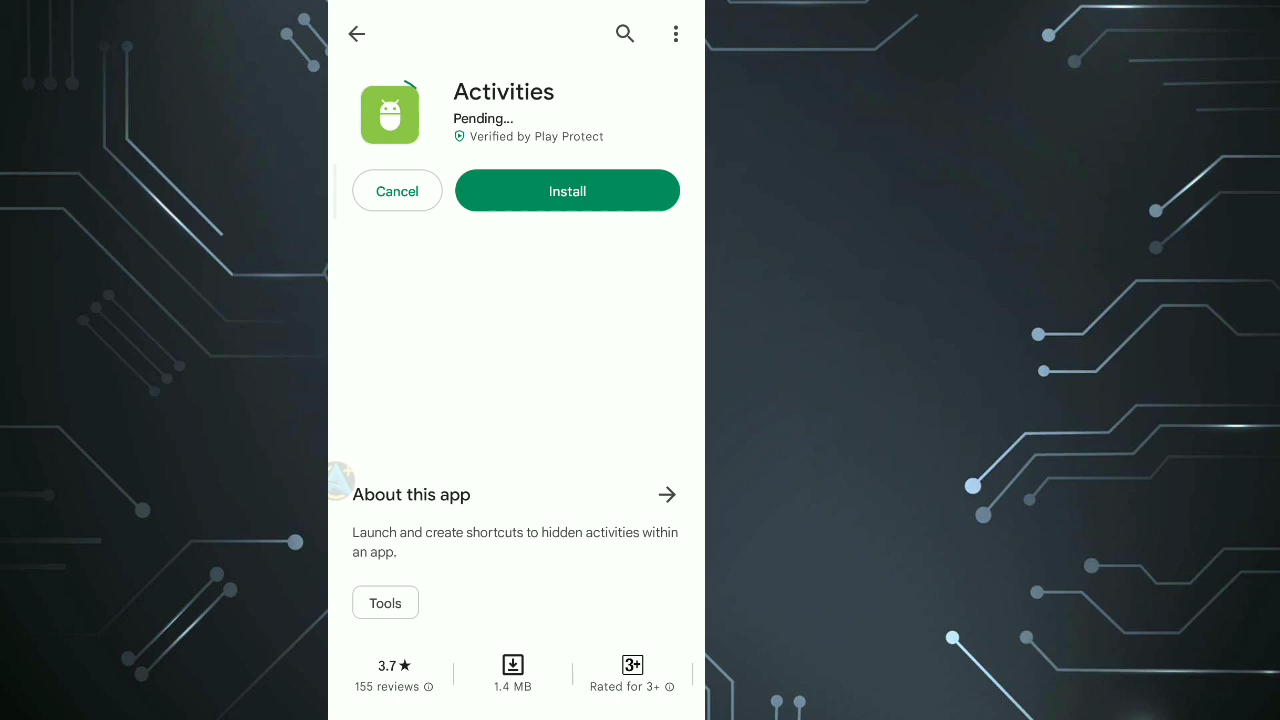 Activities
Pending...
Verified by Play Protect
Cancel
Install
About this app
Launch and create shortcuts to hidden activities within
an app.
Tools
3.7★
155 reviews
1.4 MB
3+
Rated for 3+